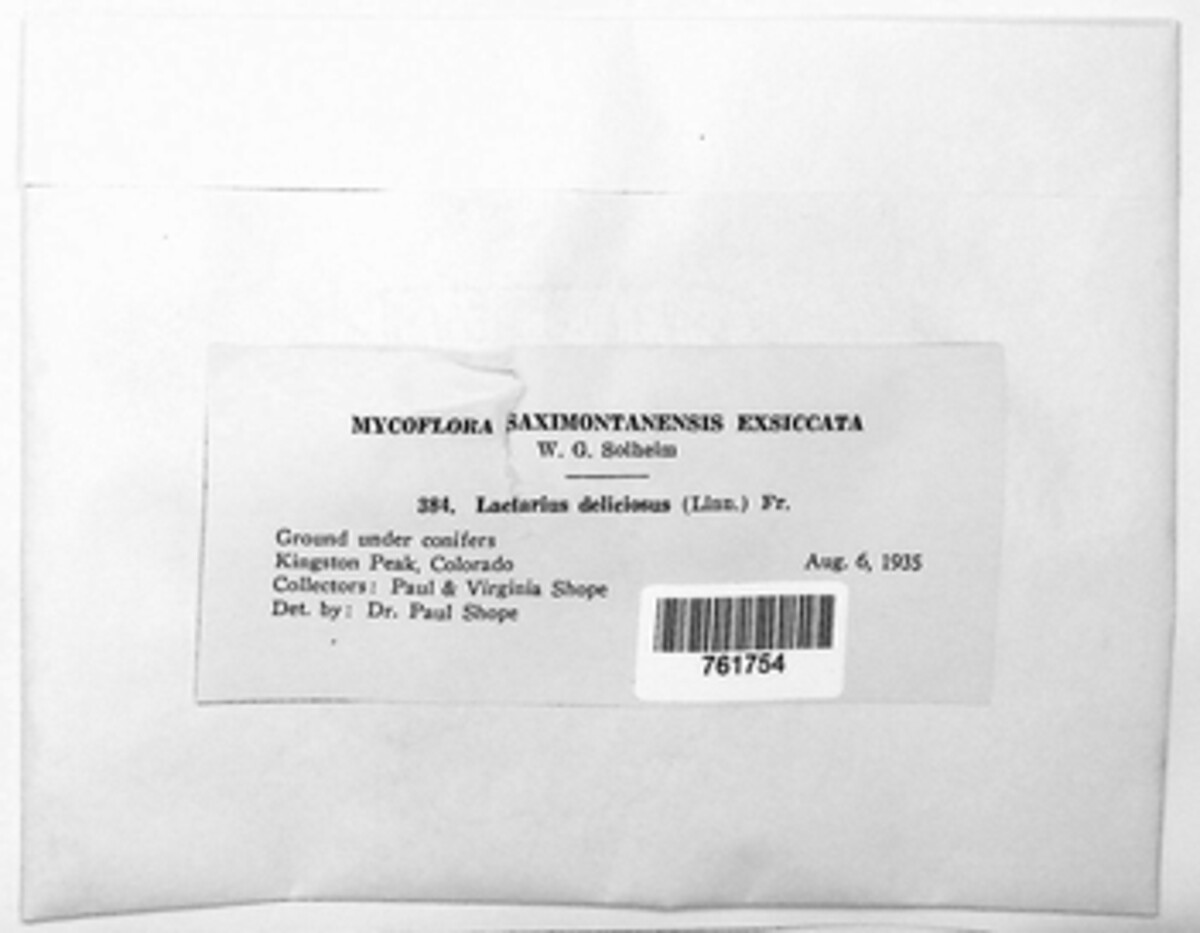 MYCOFLORA SAXIMONTANENSIS EXSICCATA
W. G. Solheim
384. Lactarius deliciosus (Linn.) Fr.
Ground under conifers
Kingston Peak, Colorado Aug. 6, 1935
Collectors: Paul & Virginia Shope
Det. by: Dr. Paul Shope
761754